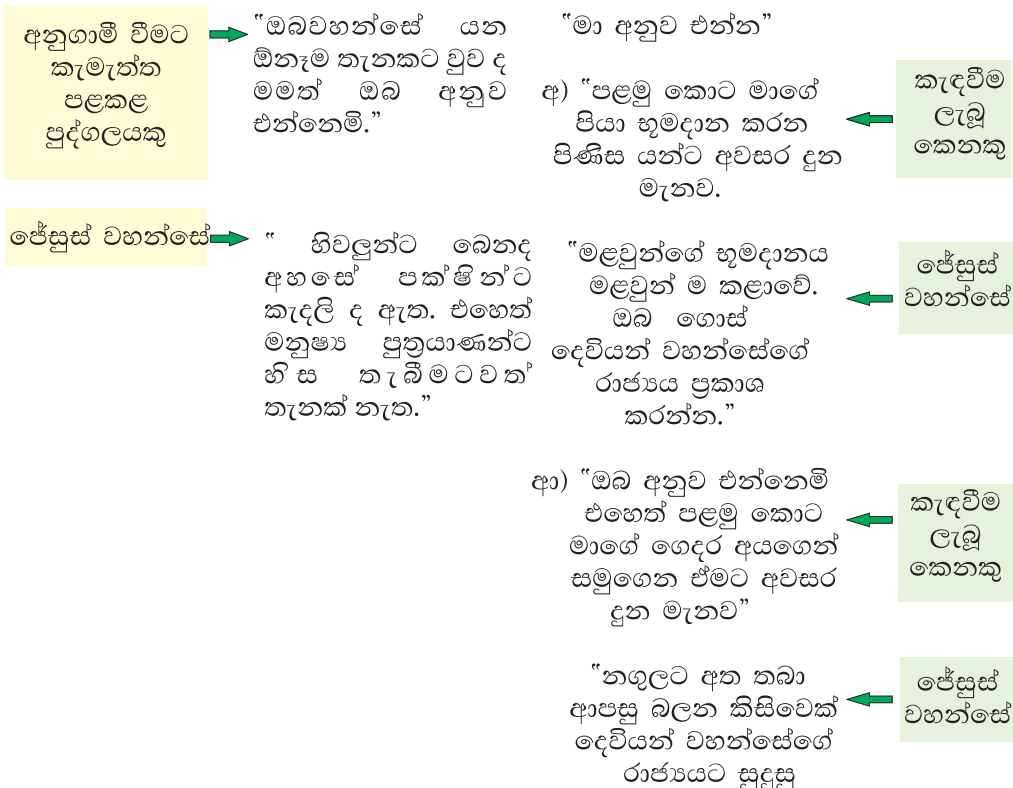 අනුගාමී වීමට
කැමැත්ත
පළකළ
පුද්ගලයකු
“ඔබවහන්සේ යන
ඕනෑම තැනකට වුව ද
මමත් ඔබ අනුව
එන්නෙමි.”
ජේසුස් වහන්සේ
“ හිවලුන්ට බෙනද
අහසේ පක්ෂින්ට
කැදලි ද ඇත. එහෙත්
මනුෂ්‍ය පුත්‍රයාණන්ට
හිස තැබීමටවත්
තැනක් නැත.”
“මා අනුව එන්න”
අ) “පළමු කොට මාගේ
පියා භූමදාන කරන
පිණිස යන්ට අවසර දුන
මැනව.
කැඳවීම
ලැබූ
කෙනකු
“මළවුන්ගේ භූමදානය
මළවුන් ම කළාවේ.
ඔබ ගොස්
දෙවියන් වහන්සේගේ
රාජ්‍යය ප්‍රකාශ
කරන්න.”
ජේසුස්
වහන්සේ
ආ) “ඔබ අනුව එන්නෙමි
එහෙත් පළමු කොට
මාගේ ගෙදර අයගෙන්
සමුගෙන ඒමට අවසර
දුන මැනව”
කැඳවීම
ලැබූ
කෙනකු
“නගුලට අත තබා
ආපසු බලන කිසිවෙක්
දෙවියන් වහන්සේගේ
රාජ්‍යයට සුදුසු
ජේසුස්
වහන්සේ